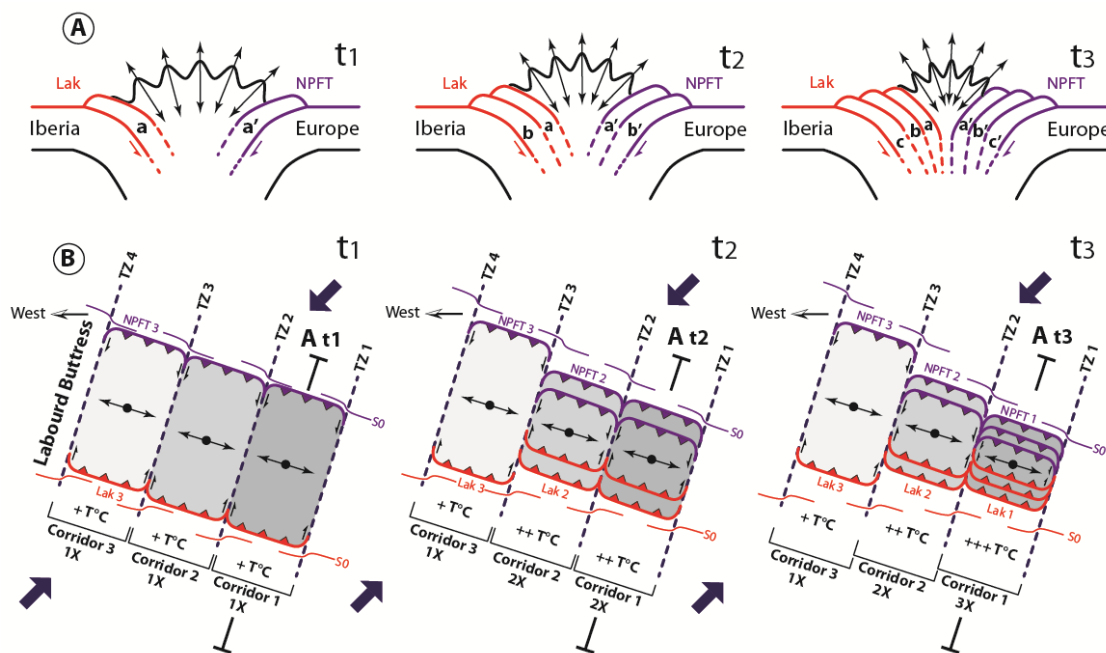 A
t1
Lak
NPFT
Iberia
a
a'
Europe
t2
Lak
NPFT
Iberia
b
a
a'
b'
Europe
t3
Lak
NPFT
Iberia
c
b
a
a'
b'
c'
Europe
B
t1
TZ 4
TZ 3
TZ 2
TZ 1
West
Labourd Buttress
NPFT 3
A t1
S0
Lak 3
S0
+ T°C
+ T°C
+ T°C
Corridor 3
1X
Corridor 2
1X
Corridor 1
1X
t2
TZ 4
TZ 3
TZ 2
TZ 1
West
NPFT 3
NPFT 2
A t2
S0
Lak 3
Lak 2
S0
+ T°C
++ T°C
++ T°C
Corridor 3
1X
Corridor 2
2X
Corridor 1
2X
t3
TZ 4
TZ 3
TZ 2
TZ 1
West
NPFT 3
NPFT 2
NPFT 1
A t3
S0
Lak 3
Lak 2
Lak 1
S0
+ T°C
++ T°C
+++ T°C
Corridor 3
1X
Corridor 2
2X
Corridor 1
3X